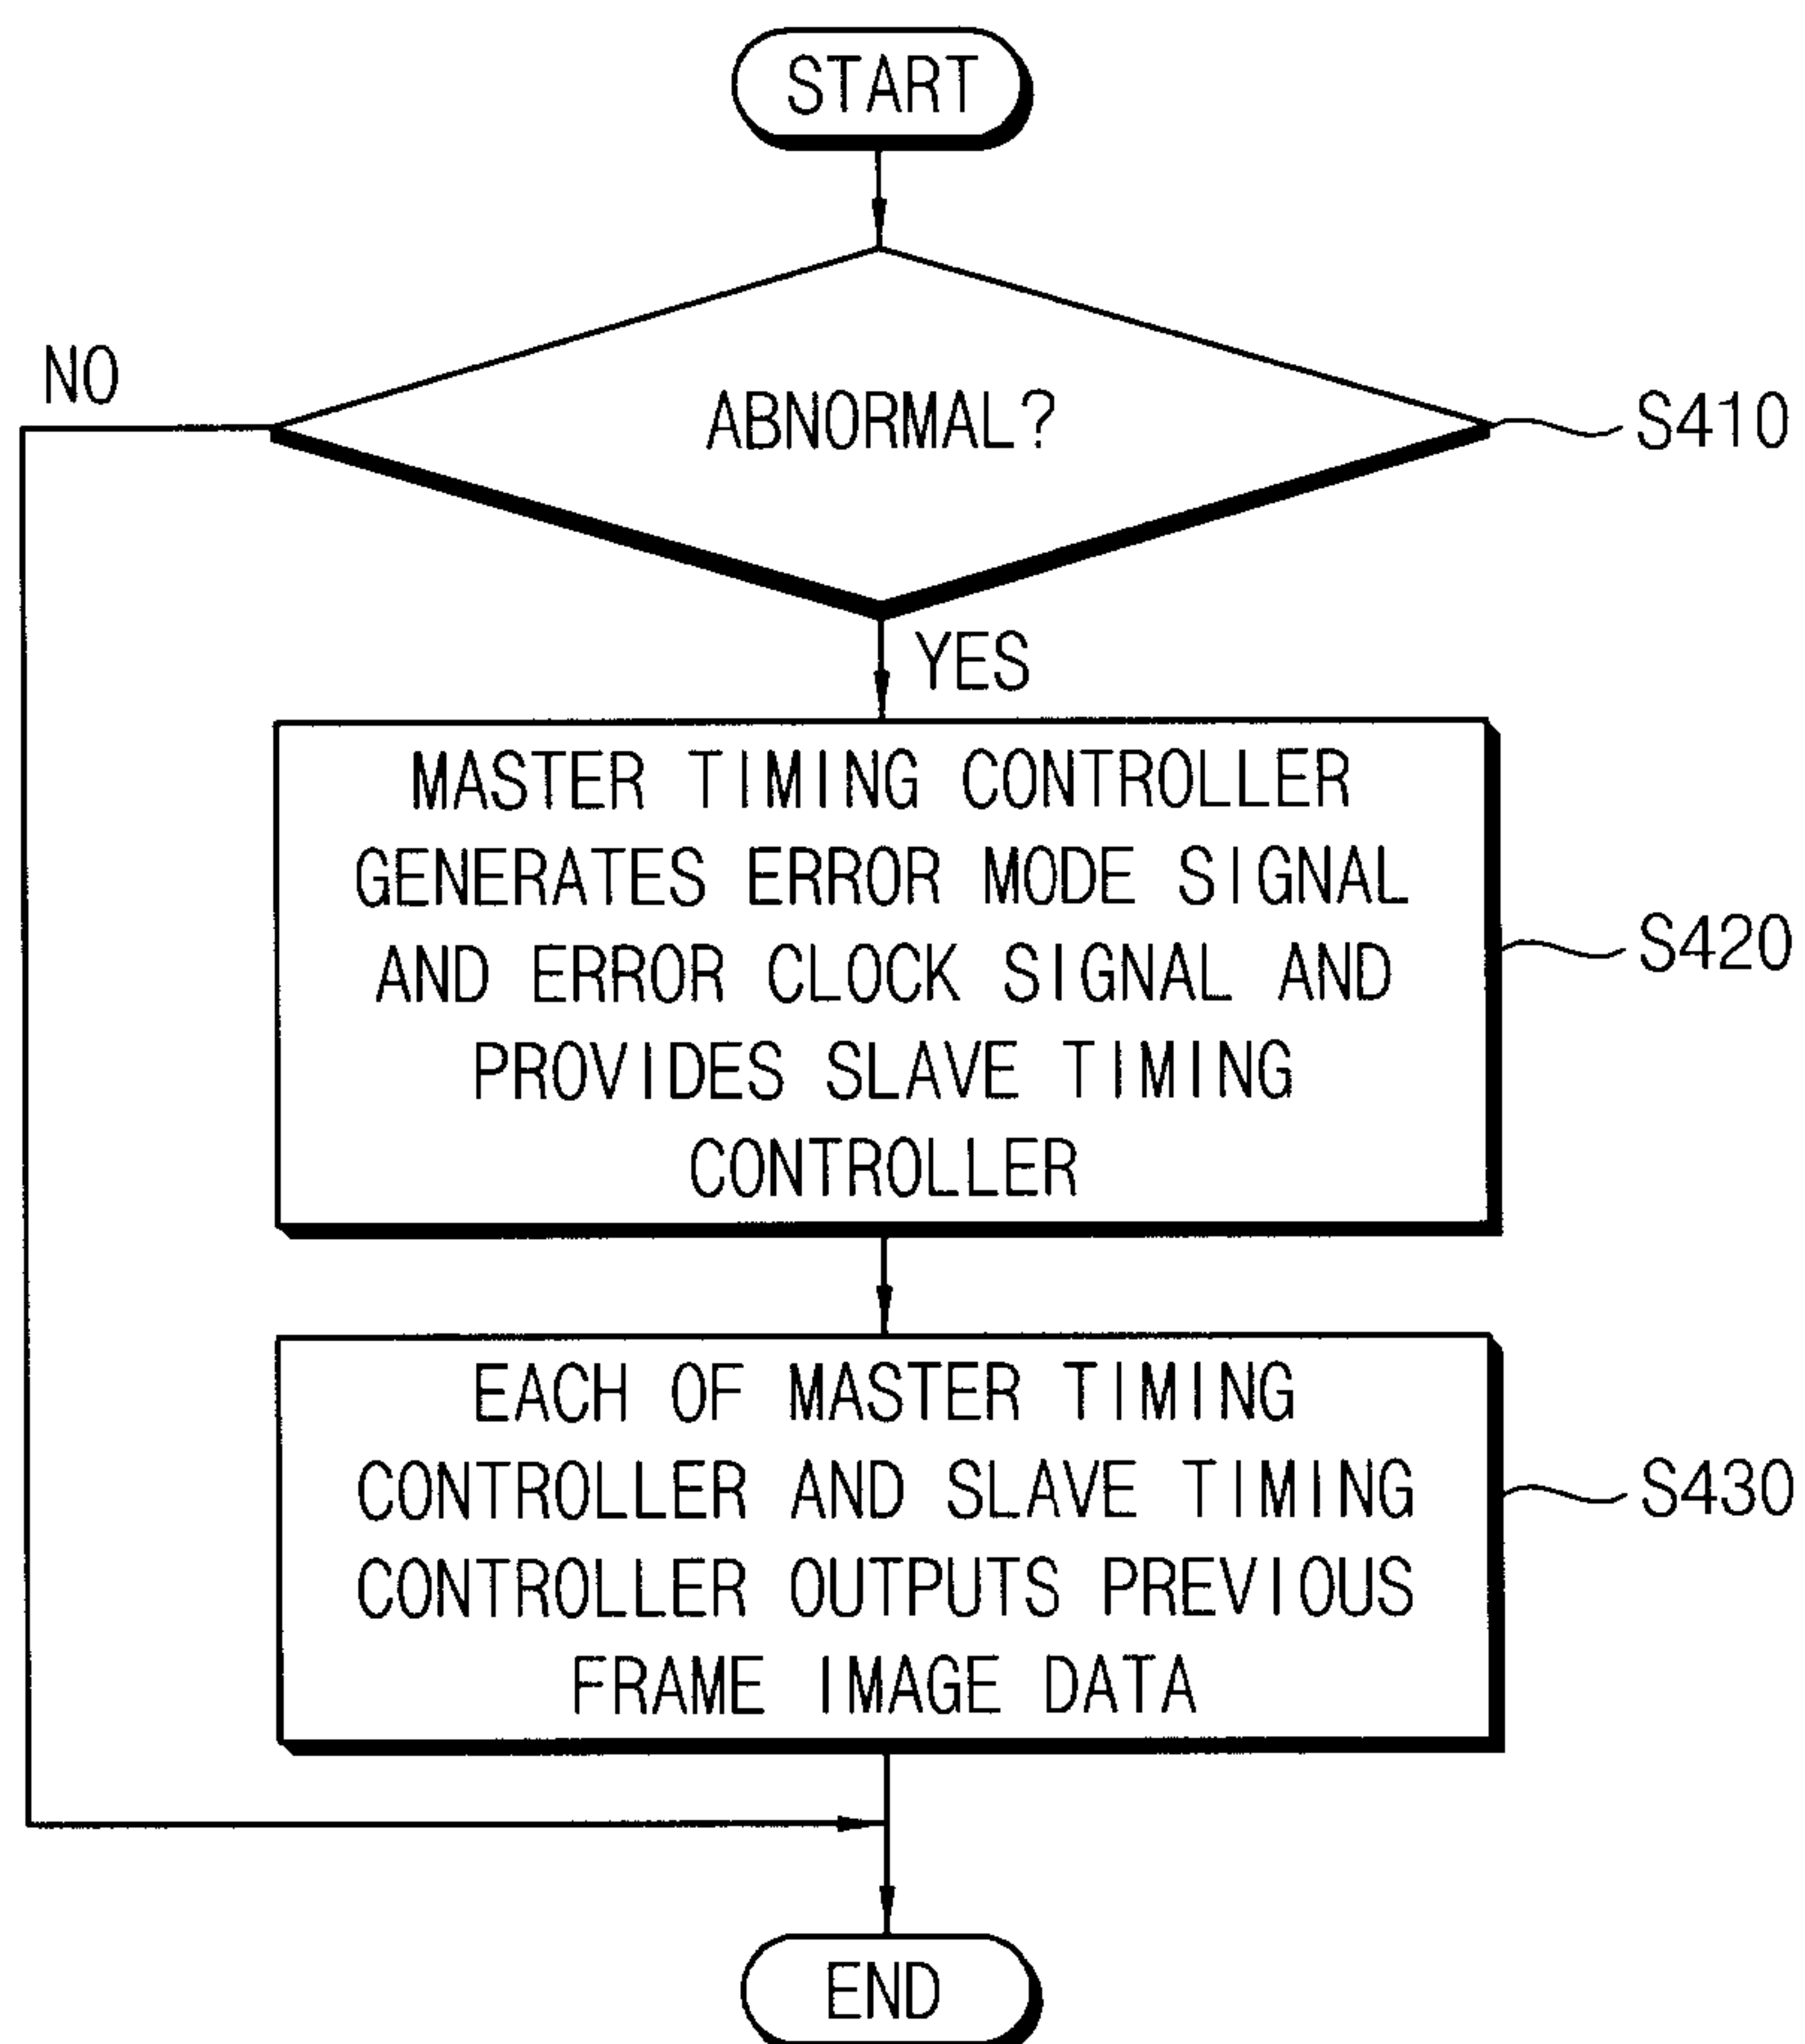 START
NO
ABNORMAL?
S410
YES
MASTER TIMING CONTROLLER
GENERATES ERROR MODE SIGNAL
AND ERROR CLOCK SIGNAL AND
PROVIDES SLAVE TIMING
CONTROLLER
S420
EACH OF MASTER TIMING
CONTROLLER AND SLAVE TIMING
CONTROLLER OUTPUTS PREVIOUS
FRAME IMAGE DATA
S430
END